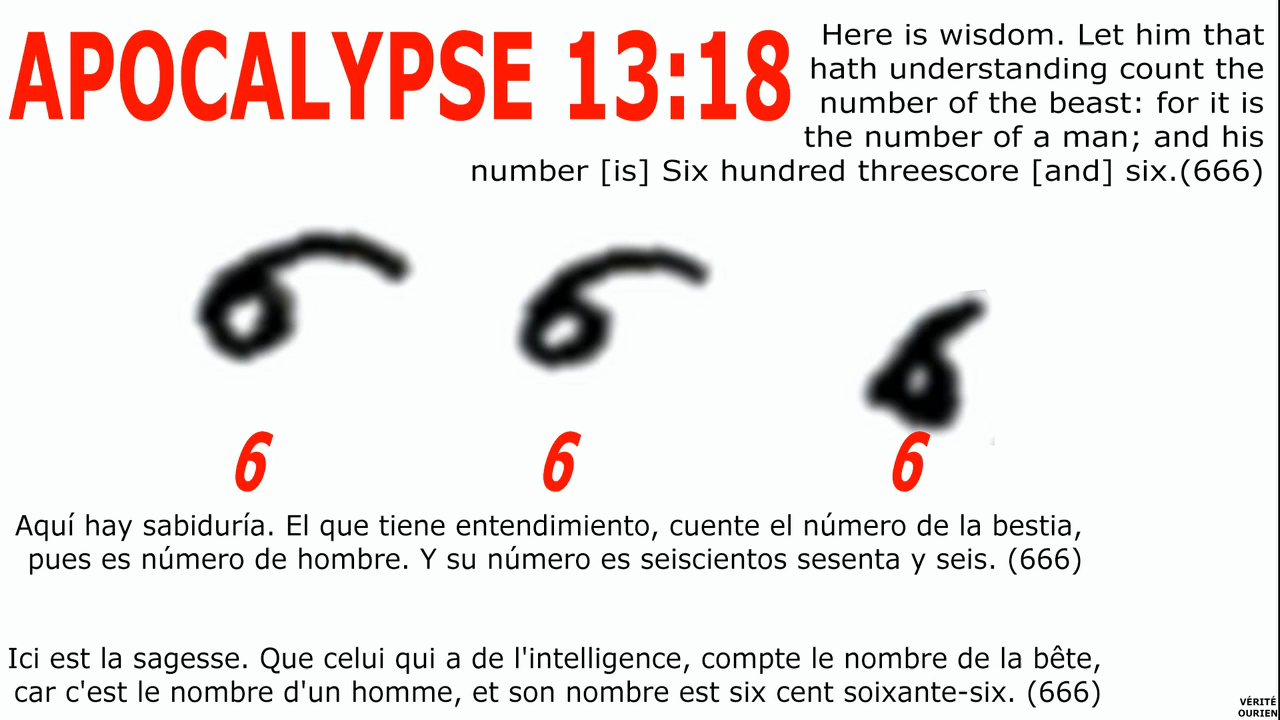 APOCALYPSE 13:18
Here is wisdom. Let him that
hath understanding count the
number of the beast: for it is
the number of a man; and his
number [is] Six hundred threescore [and] six.(666)
6 6 6
6 6 6
Aquí hay sabiduría. El que tiene entendimiento, cuente el número de la bestia,
pues es número de hombre. Y su número es seiscientos sesenta y seis. (666)
Ici est la sagesse. Que celui qui a de l'intelligence, compte le nombre de la bête,
car c'est le nombre d'un homme, et son nombre est six cent soixante-six. (666)
VÉRITÉ
OURIEN